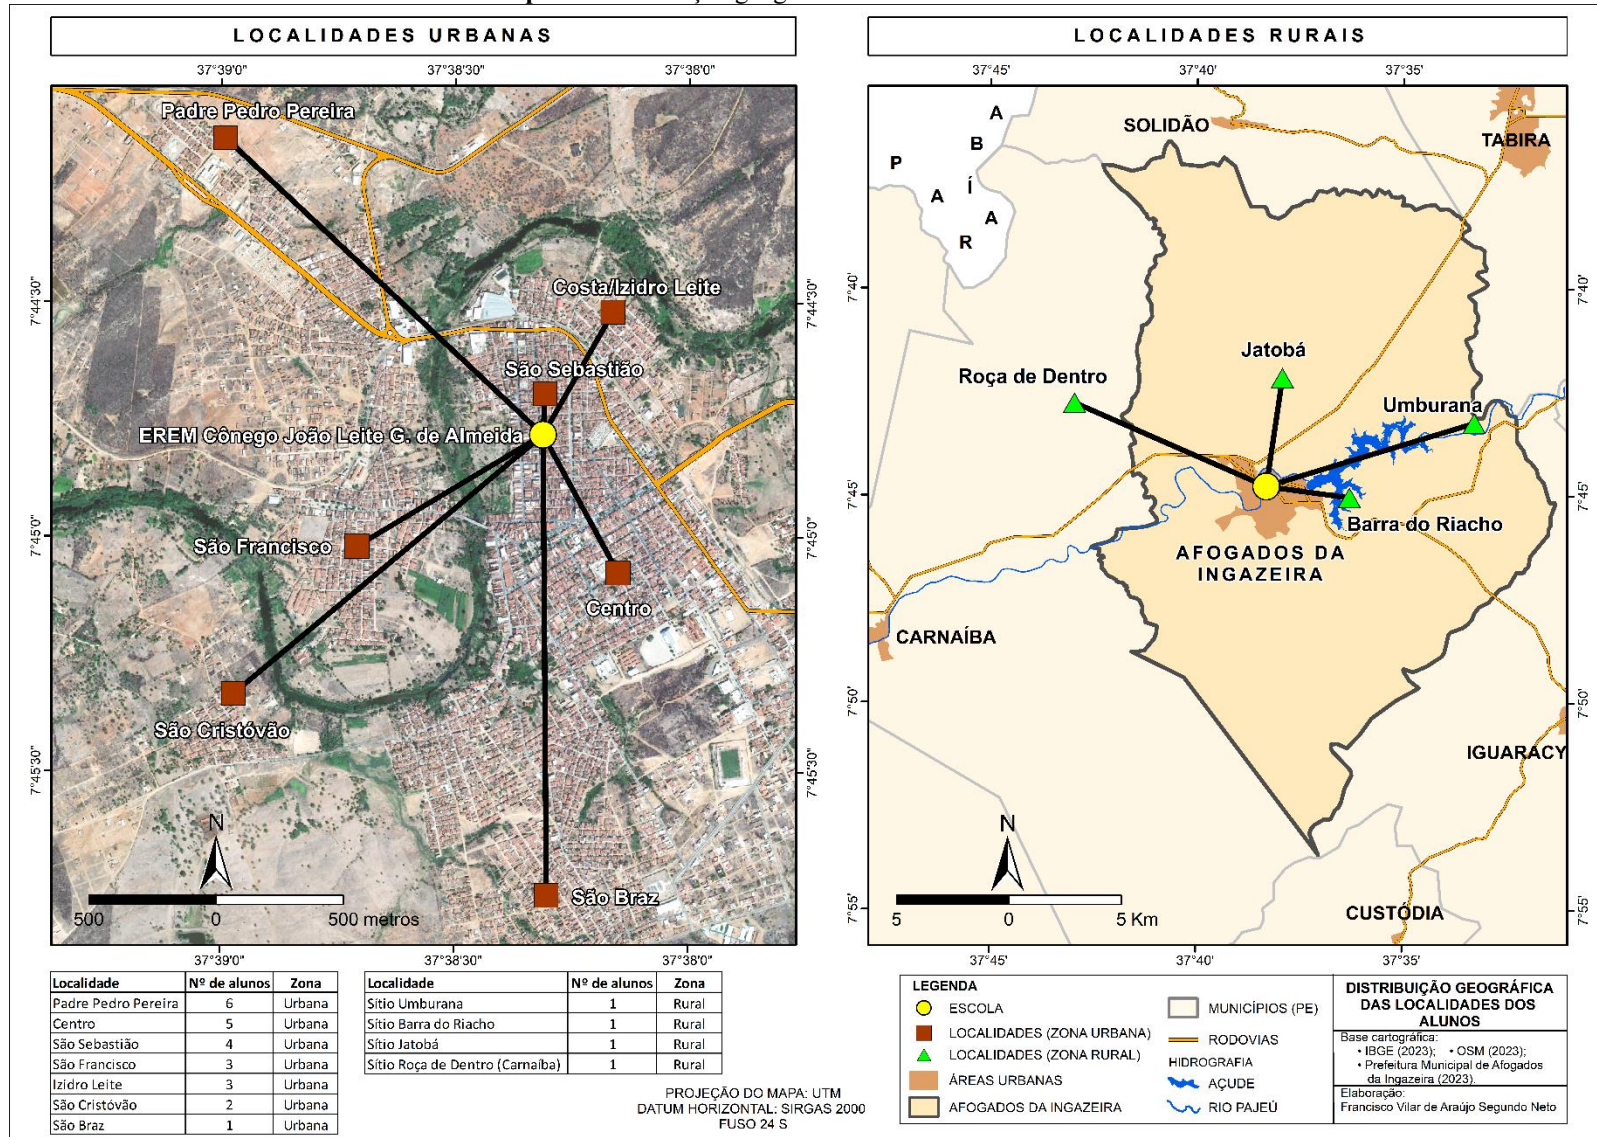 LOCALIDADES URBANAS
37°39'0"
37°38'30"
37°38'0"
Padre Pedro Pereira
Costa/Izidro Leite
São Sebastião
EREM Cônego João Leite G. de Almeida
São Francisco
Centro
São Cristóvão
São Braz
7°44'30"
7°45'0"
7°45'30"
7°44'30"
7°45'0"
7°45'30"
N
500
0
500 metros
37°39'0"
37°38'30"
37°38'0"
LOCALIDADES RURAIS
37°45'
37°40'
37°35'
PARAÍBA
SOLIDÃO
TABIRA
Jatobá
Roça de Dentro
Umburana
Barra do Riacho
AFOGADOS DA
INGAZEIRA
CARNAÍBA
IGUARACY
CUSTÓDIA
7°40'
7°45'
7°50'
7°55'
7°40'
7°45'
7°50'
7°55'
N
5
0
5 Km
37°45'
37°40'
37°35'
Localidade Nº de alunos Zona
Padre Pedro Pereira 6 Urbana
Centro 5 Urbana
São Sebastião 4 Urbana
São Francisco 3 Urbana
Izidro Leite 3 Urbana
São Cristóvão 2 Urbana
São Braz 1 Urbana
Localidade Nº de alunos Zona
Sítio Umburana 1 Rural
Sítio Barra do Riacho 1 Rural
Sítio Jatobá 1 Rural
Sítio Roça de Dentro (Carnaíba) 1 Rural
PROJEÇÃO DO MAPA: UTM
DATUM HORIZONTAL: SIRGAS 2000
FUSO 24 S
LEGENDA
ESCOLA
LOCALIDADES (ZONA URBANA)
LOCALIDADES (ZONA RURAL)
ÁREAS URBANAS
AFOGADOS DA INGAZEIRA
MUNICÍPIOS (PE)
RODOVIAS
HIDROGRAFIA
AÇUDE
RIO PAJEÚ
DISTRIBUIÇÃO GEOGRÁFICA
DAS LOCALIDADES DOS
ALUNOS
Base cartográfica:
• IBGE (2023); • OSM (2023);
• Prefeitura Municipal de Afogados
da Ingazeira (2023).
Elaboração:
Francisco Vilar de Araújo Segundo Neto